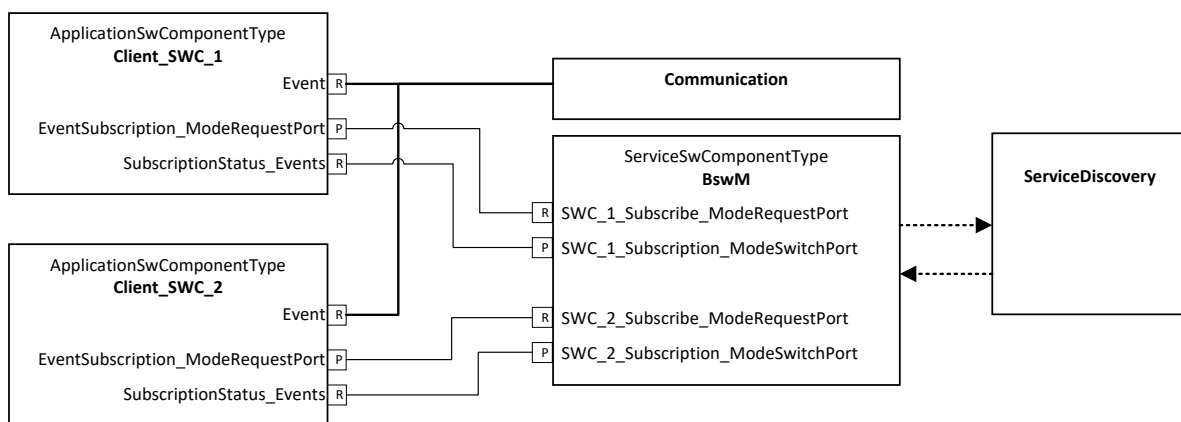 ApplicationSwComponentType
Client_SWC_1
Event R
EventSubscription_ModeRequestPort P
SubscriptionStatus_Events R
ApplicationSwComponentType
Client_SWC_2
Event R
EventSubscription_ModeRequestPort P
SubscriptionStatus_Events R
Communication
ServiceSwComponentType
BswM
R SWC_1_Subscribe_ModeRequestPort
P SWC_1_Subscription_ModeSwitchPort
R SWC_2_Subscribe_ModeRequestPort
P SWC_2_Subscription_ModeSwitchPort
ServiceDiscovery